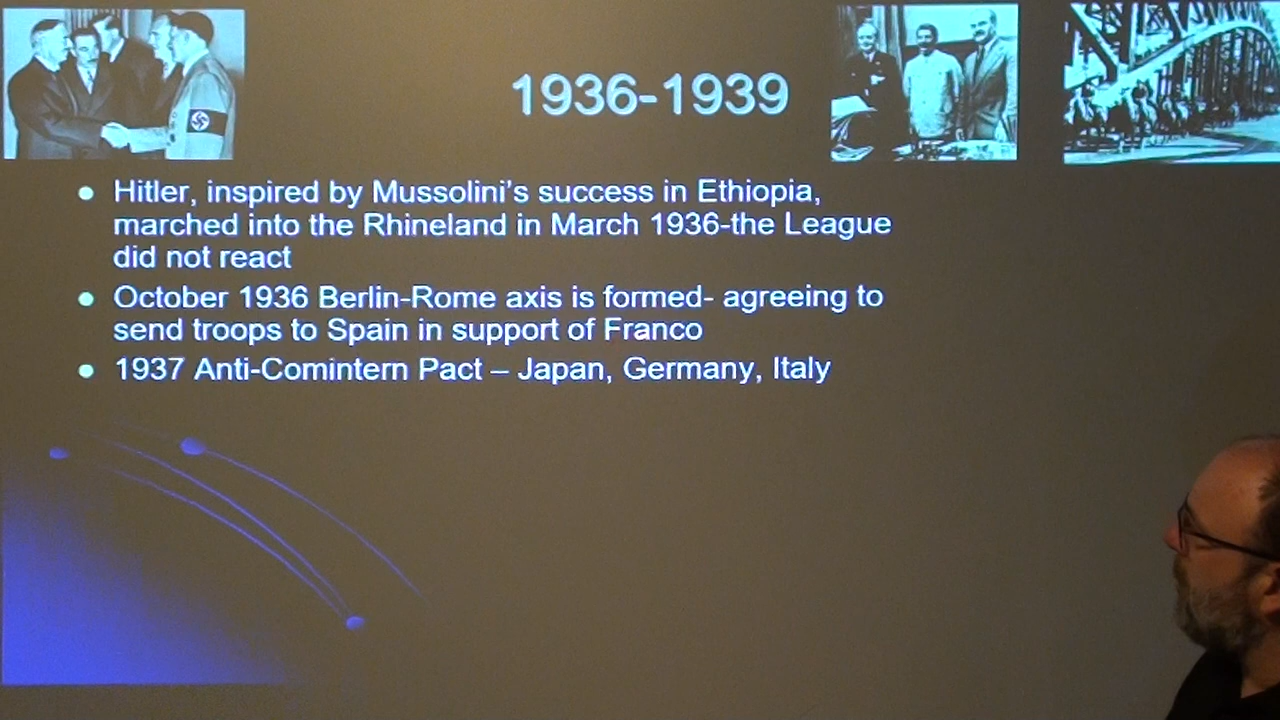 1936-1939
● Hitler, inspired by Mussolini's success in Ethiopia,
marched into the Rhineland in March 1936-the League
did not react
● October 1936 Berlin-Rome axis is formed- agreeing to
send troops to Spain in support of Franco
● 1937 Anti-Comintern Pact – Japan, Germany, Italy